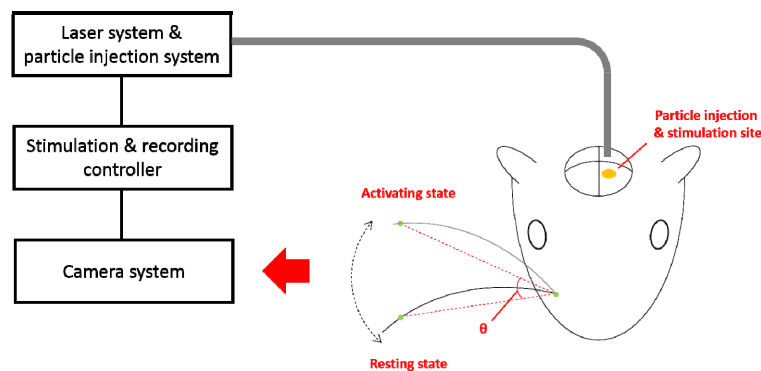 Laser system &
particle injection system
Particle injection
& stimulation site
Stimulation & recording
controller
Activating state
Camera system
θ
Resting state